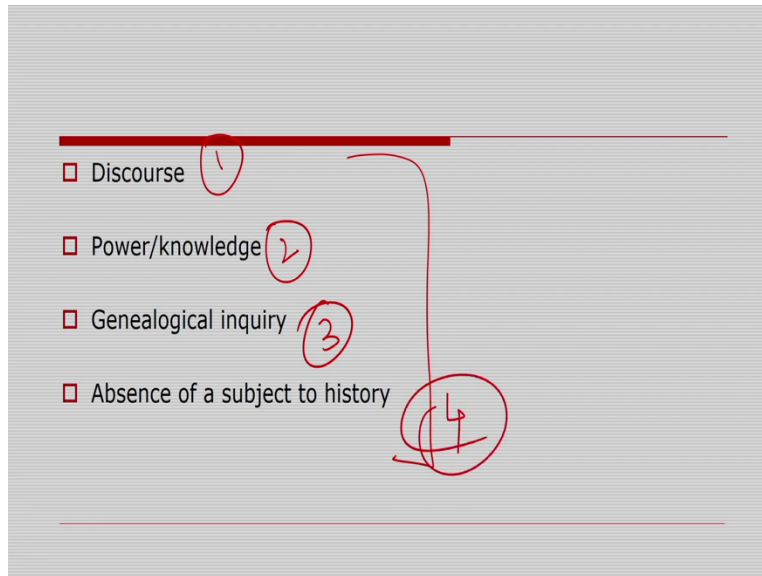 Discourse 1
Power/knowledge 2
Genealogical inquiry 3
Absence of a subject to history 4